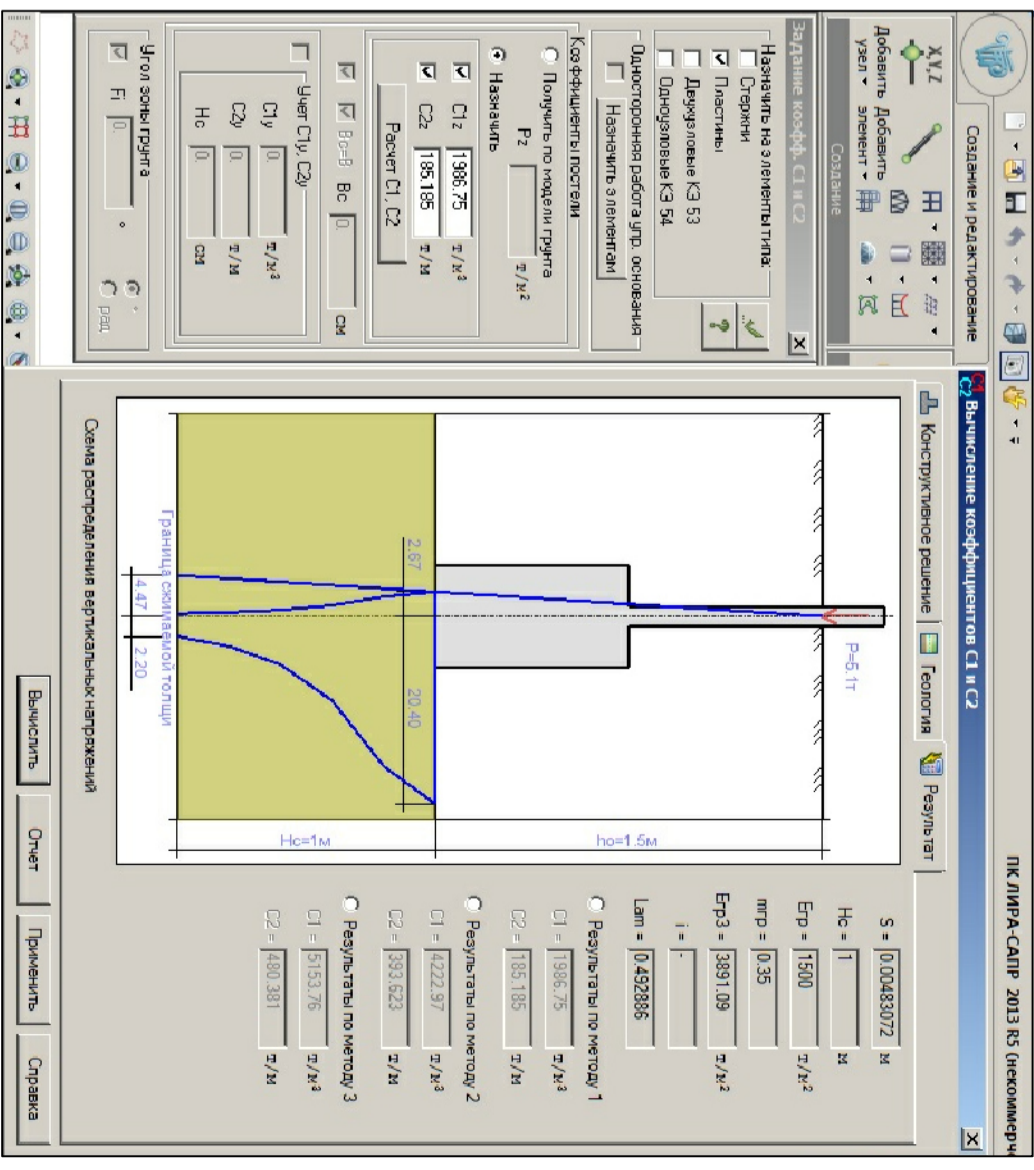 ПК ЛИРА-САПР 2013 R5 (некоммерч
Создание и редактирование
X,Y,Z
Добавить узел
Добавить элемент
Создание
Задание коэфф. C1 и C2
Назначить на элементы типа:
Стержни
Пластины
Двухузловые КЭ 53
Одноузловые КЭ 54
Односторонняя работа упр. основания
Назначить элементам
Коэффициенты постели
Получить по модели грунта
Pz т/м²
Назначить
C1z 1986.75 т/м³
C2z 185.185 т/м
Расчет C1, C2
Bc=B Bc 0. см
Учет C1y, C2y
C1y 0. т/м³
C2y 0. т/м
Hc 0. см
Угол зоны грунта
Fi 0. °
°
рад
C1 C2 Вычисление коэффициентов C1 и C2
Конструктивное решение
Геология
Результат
P=5.1т
ho=1.5м
2.67
20.40
Hc=1м
Граница сжимаемой толщи
4.47
2.20
Схема распределения вертикальных напряжений
S = 0.00483072 м
Hc = 1 м
Eгр = 1500 т/м²
mгр = 0.35
Eгр3 = 3891.09 т/м²
i = -
Lam = 0.492886
Результаты по методу 1
C1 = 1986.75 т/м³
C2 = 185.185 т/м
Результаты по методу 2
C1 = 4222.97 т/м³
C2 = 393.623 т/м
Результаты по методу 3
C1 = 5153.76 т/м³
C2 = 480.381 т/м
Вычислить
Отчет
Применить
Справка